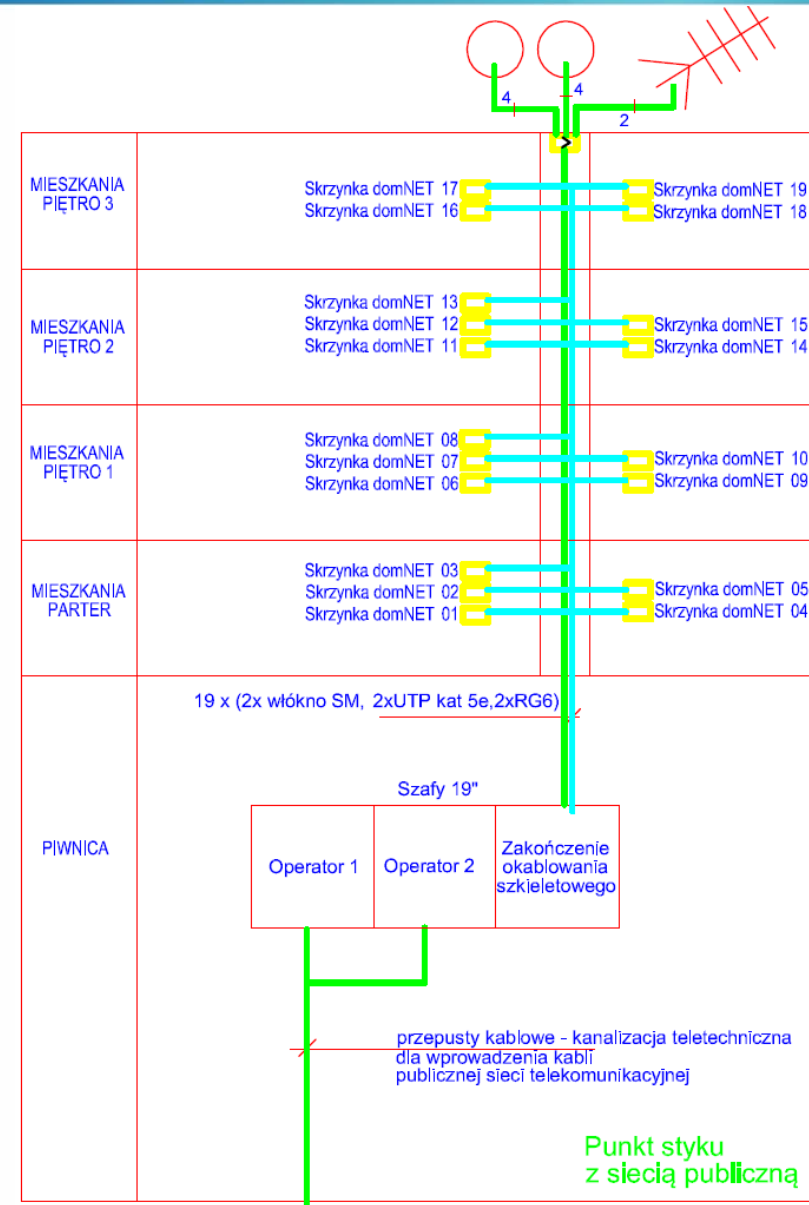 4
4
2
>
MIESZKANIA
PIĘTRO 3
Skrzynka domNET 17
Skrzynka domNET 19
Skrzynka domNET 16
Skrzynka domNET 18
MIESZKANIA
PIĘTRO 2
Skrzynka domNET 13
Skrzynka domNET 12
Skrzynka domNET 15
Skrzynka domNET 11
Skrzynka domNET 14
MIESZKANIA
PIĘTRO 1
Skrzynka domNET 08
Skrzynka domNET 07
Skrzynka domNET 10
Skrzynka domNET 06
Skrzynka domNET 09
MIESZKANIA
PARTER
Skrzynka domNET 03
Skrzynka domNET 02
Skrzynka domNET 05
Skrzynka domNET 01
Skrzynka domNET 04
19 x (2x włókno SM, 2xUTP kat 5e,2xRG6)
Szafy 19"
PIWNICA
Operator 1
Operator 2
Zakończenie
okablowania
szkieletowego
przepusty kablowe - kanalizacja teletechniczna
dla wprowadzenia kabli
publicznej sieci telekomunikacyjnej
Punkt styku
z siecią publiczną